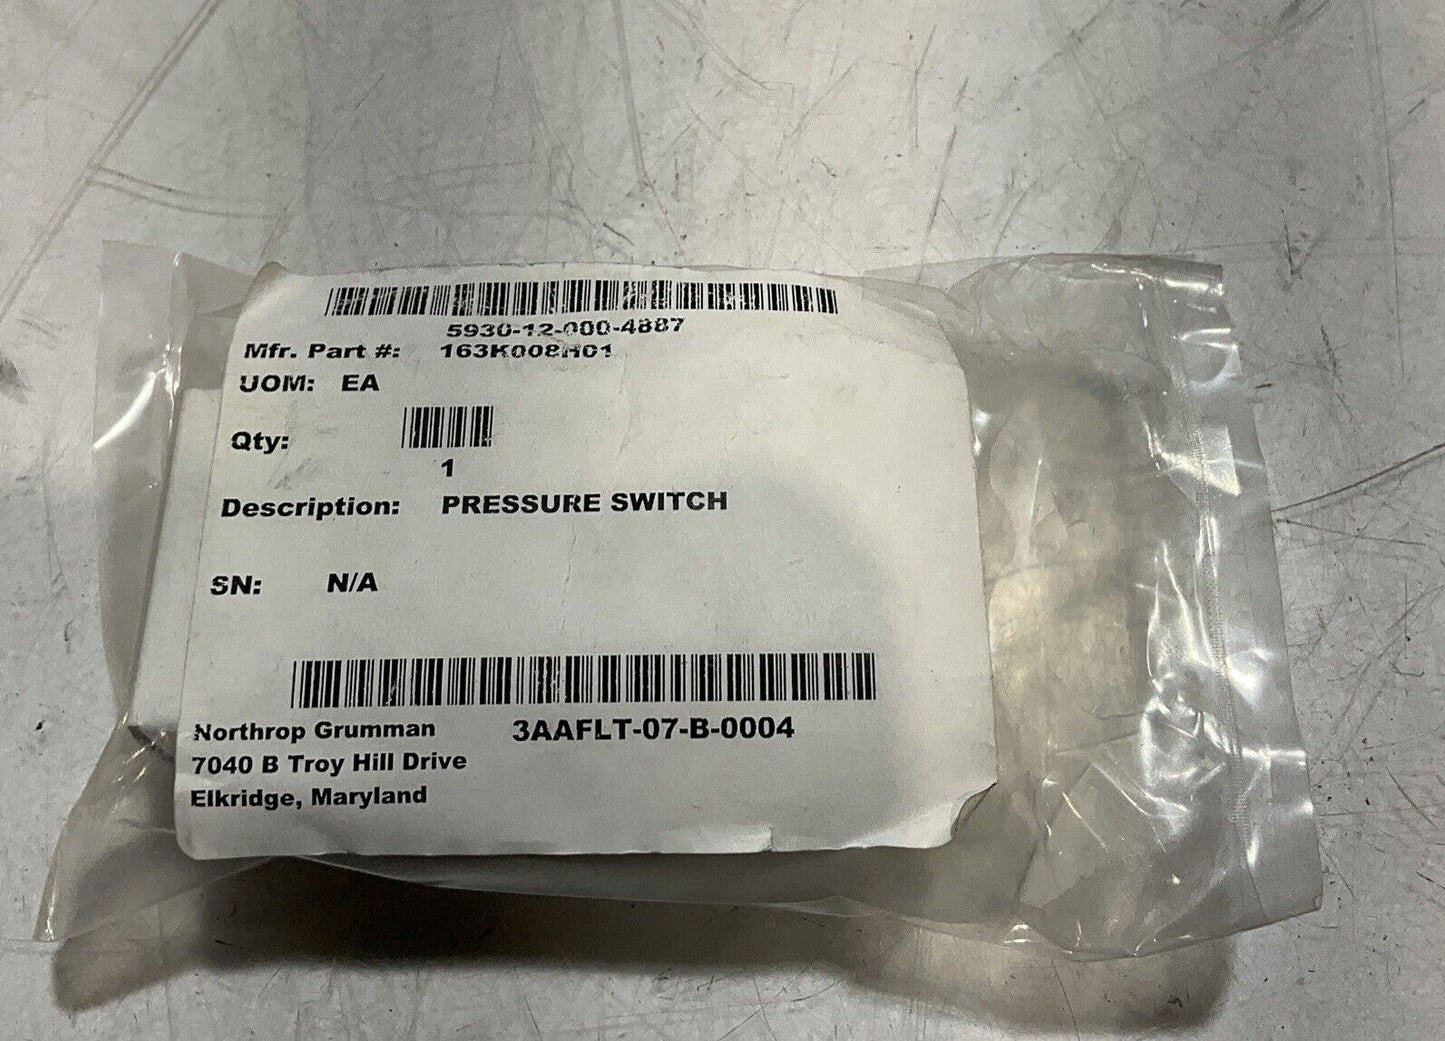 5930-12-000-4887
Mfr. Part #: 163K008H01
UOM: EA
Qty:
1
Description: PRESSURE SWITCH
SN: N/A
Northrop Grumman 3AAFLT-07-B-0004
7040 B Troy Hill Drive
Elkridge, Maryland